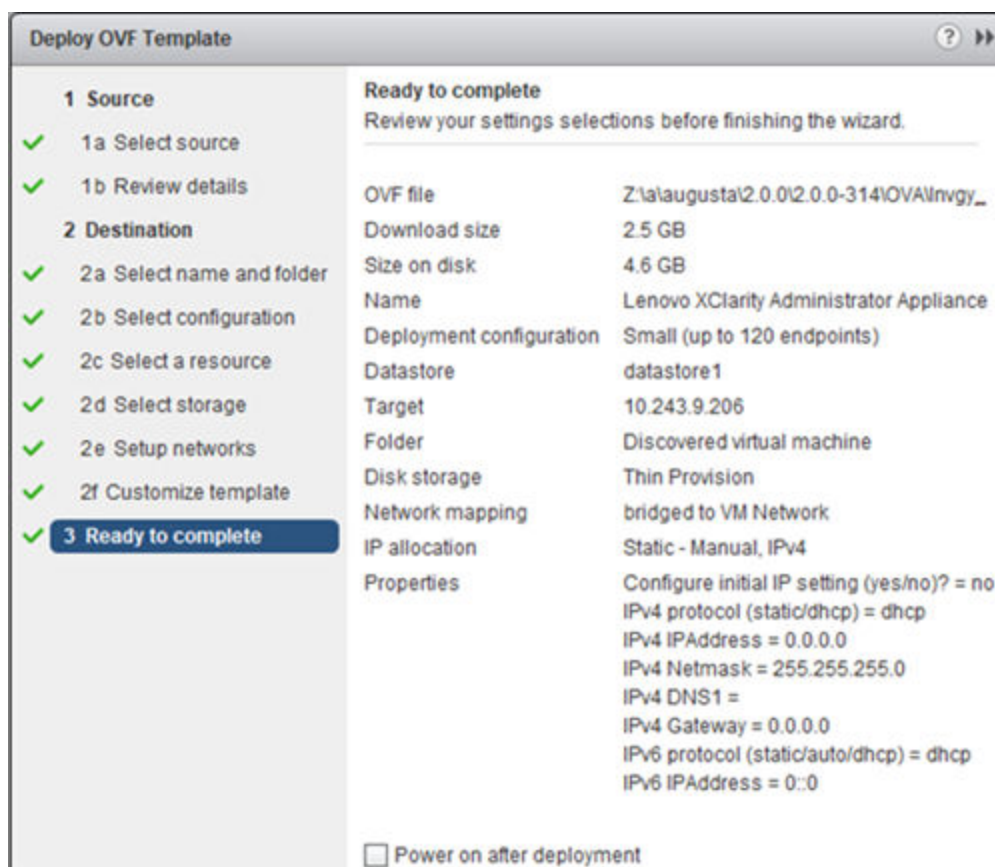 Deploy OVF Template
?
1 Source
1a Select source
1b Review details
2 Destination
2a Select name and folder
2b Select configuration
2c Select a resource
2d Select storage
2e Setup networks
2f Customize template
3 Ready to complete
Ready to complete
Review your settings selections before finishing the wizard.
OVF file Z:\a\augusta\2.0.0\2.0.0-314\OVA\lnvgy_
Download size 2.5 GB
Size on disk 4.6 GB
Name Lenovo XClarity Administrator Appliance
Deployment configuration Small (up to 120 endpoints)
Datastore datastore1
Target 10.243.9.206
Folder Discovered virtual machine
Disk storage Thin Provision
Network mapping bridged to VM Network
IP allocation Static - Manual, IPv4
Properties Configure initial IP setting (yes/no)? = no
IPv4 protocol (static/dhcp) = dhcp
IPv4 IPAddress = 0.0.0.0
IPv4 Netmask = 255.255.255.0
IPv4 DNS1 =
IPv4 Gateway = 0.0.0.0
IPv6 protocol (static/auto/dhcp) = dhcp
IPv6 IPAddress = 0::0
Power on after deployment